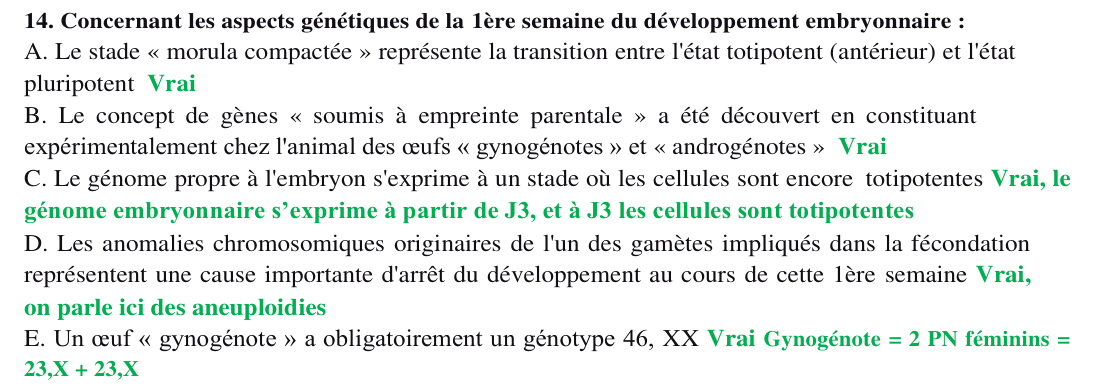 14. Concernant les aspects génétiques de la 1ère semaine du développement embryonnaire :
A. Le stade « morula compactée » représente la transition entre l'état totipotent (antérieur) et l'état
pluripotent Vrai
B. Le concept de gènes « soumis à empreinte parentale » a été découvert en constituant
expérimentalement chez l'animal des œufs « gynogénotes » et « androgénotes » Vrai
C. Le génome propre à l'embryon s'exprime à un stade où les cellules sont encore totipotentes Vrai, le
génome embryonnaire s’exprime à partir de J3, et à J3 les cellules sont totipotentes
D. Les anomalies chromosomiques originaires de l'un des gamètes impliqués dans la fécondation
représentent une cause importante d'arrêt du développement au cours de cette 1ère semaine Vrai,
on parle ici des aneuploidies
E. Un œuf « gynogénote » a obligatoirement un génotype 46, XX Vrai Gynogénote = 2 PN féminins =
23,X + 23,X